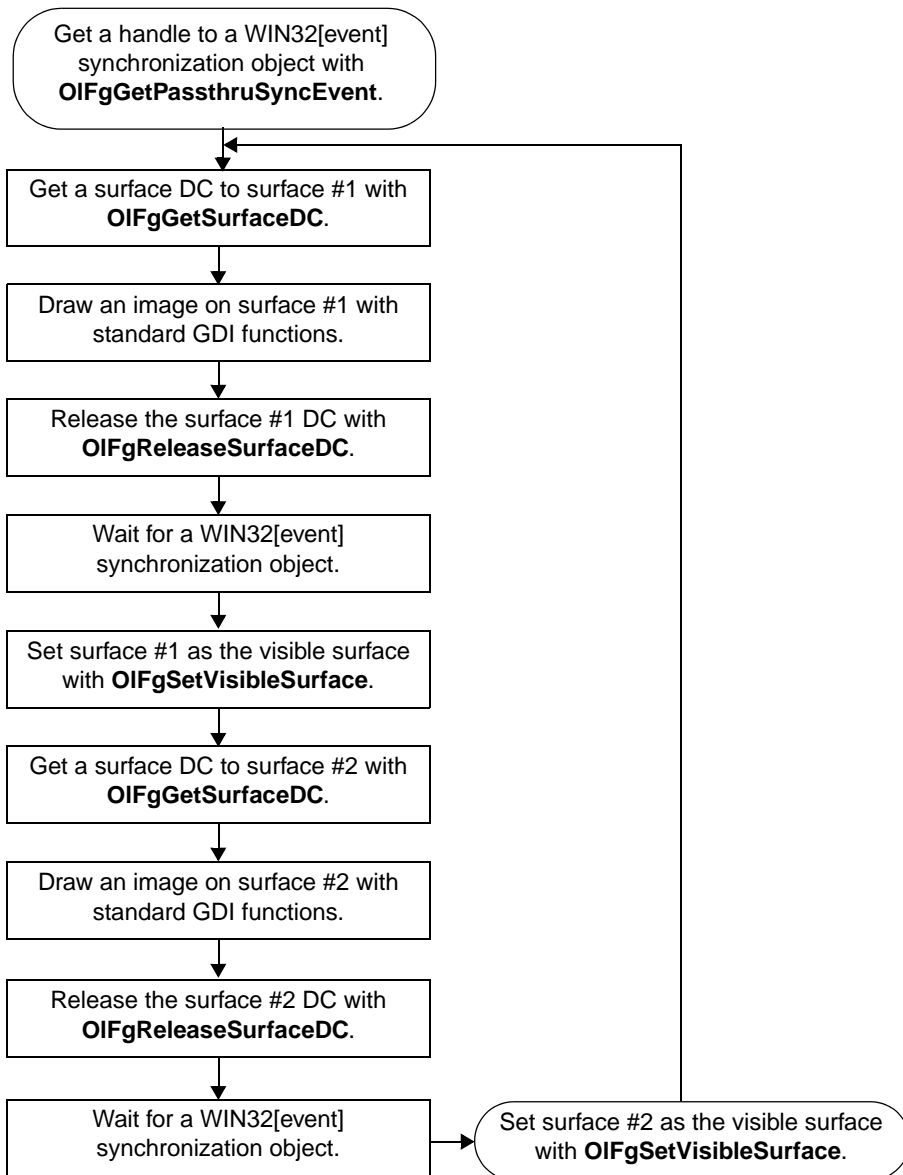 Get a handle to a WIN32[event]
synchronization object with
OlFgGetPassthruSyncEvent.
Get a surface DC to surface #1 with
OlFgGetSurfaceDC.
Draw an image on surface #1 with
standard GDI functions.
Release the surface #1 DC with
OlFgReleaseSurfaceDC.
Wait for a WIN32[event]
synchronization object.
Set surface #1 as the visible surface
with OlFgSetVisibleSurface.
Get a surface DC to surface #2 with
OlFgGetSurfaceDC.
Draw an image on surface #2 with
standard GDI functions.
Release the surface #2 DC with
OlFgReleaseSurfaceDC.
Wait for a WIN32[event]
synchronization object.
Set surface #2 as the visible surface
with OlFgSetVisibleSurface.